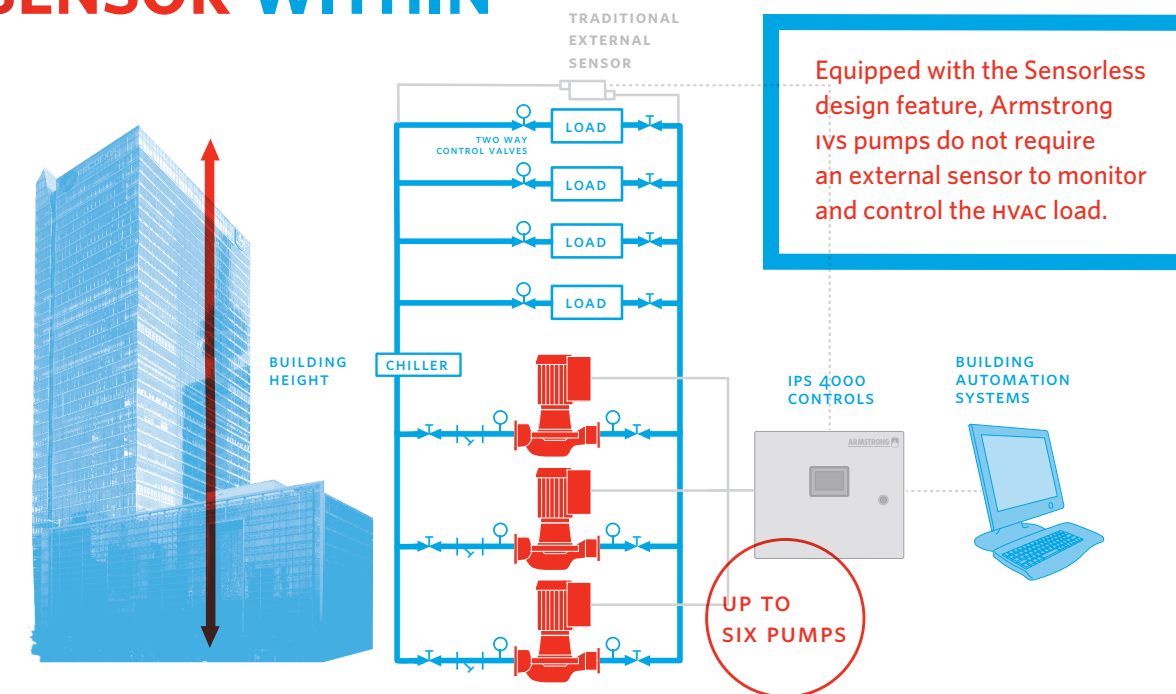 SENSOR WITHIN
TRADITIONAL
EXTERNAL
SENSOR
Equipped with the Sensorless
design feature, Armstrong
IVS pumps do not require
an external sensor to monitor
and control the HVAC load.
LOAD
TWO WAY
CONTROL VALVES
LOAD
LOAD
LOAD
BUILDING
HEIGHT
CHILLER
IPS 4000
CONTROLS
BUILDING
AUTOMATION
SYSTEMS
ARMSTRONG
UP TO
SIX PUMPS